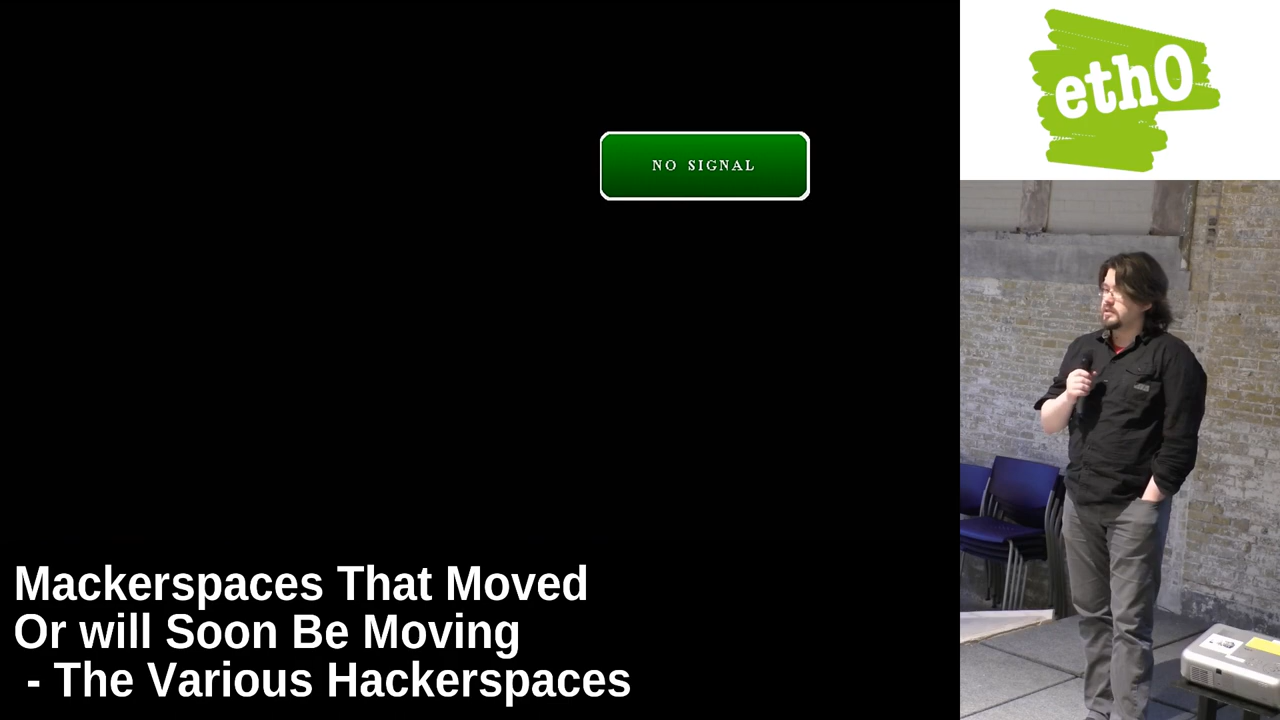 NO SIGNAL
eth0
Mackerspaces That Moved
Or will Soon Be Moving
- The Various Hackerspaces